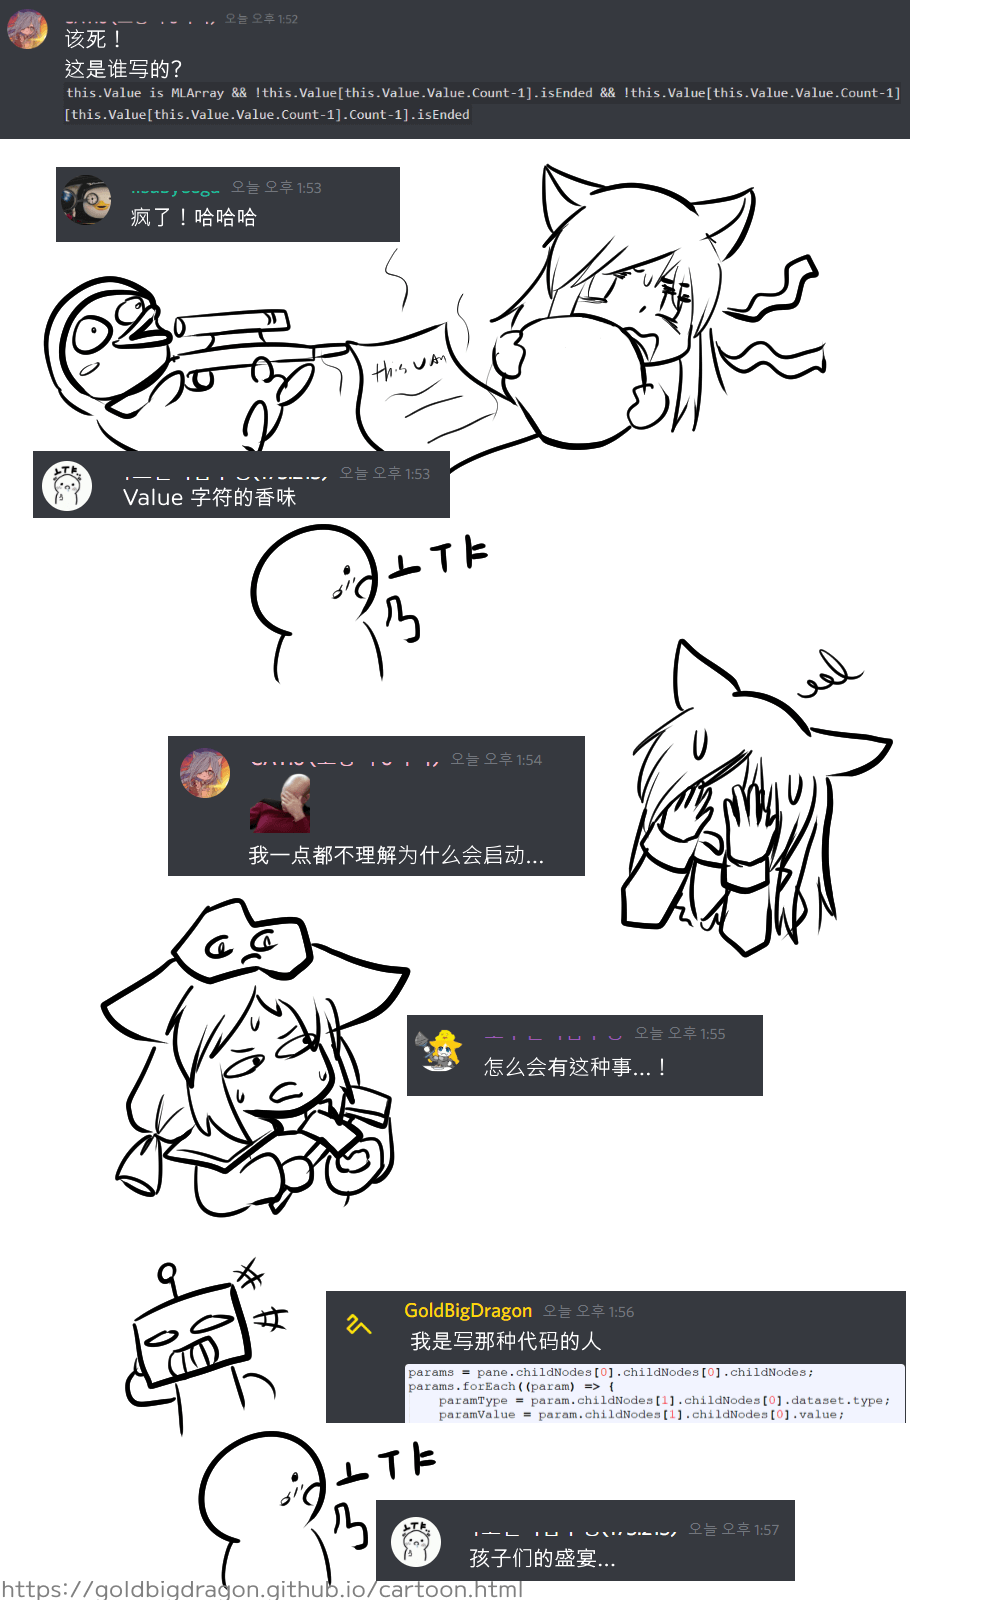 오늘 오후 1:52
该死！
这是谁写的?
this.Value is MLArray && !this.Value[this.Value.Value.Count-1].isEnded && !this.Value[this.Value.Value.Count-1]
[this.Value[this.Value.Value.Count-1].Count-1].isEnded
오늘 오후 1:53
疯了！哈哈哈
this
오늘 오후 1:53
Value 字符的香味
ㅗㅜㅑ
오늘 오후 1:54
我一点都不理解为什么会启动...
오늘 오후 1:55
怎么会有这种事...！
GoldBigDragon 오늘 오후 1:56
我是写那种代码的人
params = pane.childNodes[0].childNodes[0].childNodes;
params.forEach((param) => {
paramType = param.childNodes[1].childNodes[0].dataset.type;
paramValue = param.childNodes[1].childNodes[0].value;
ㅗㅜㅑ
오늘 오후 1:57
孩子们的盛宴...
https://goldbigdragon.github.io/cartoon.html